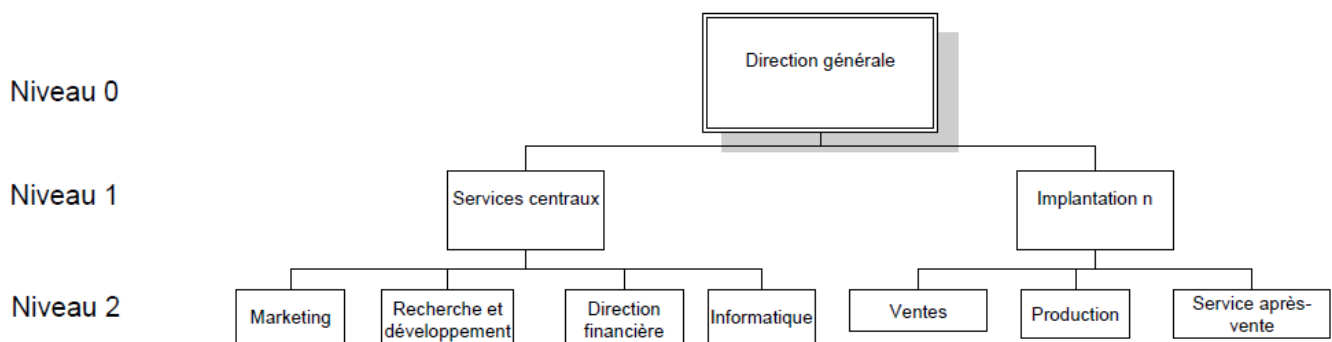 Direction générale
Niveau 0
Niveau 1
Services centraux
Implantation n
Niveau 2
Marketing
Recherche et
développement
Direction
financière
Informatique
Ventes
Production
Service après-
vente